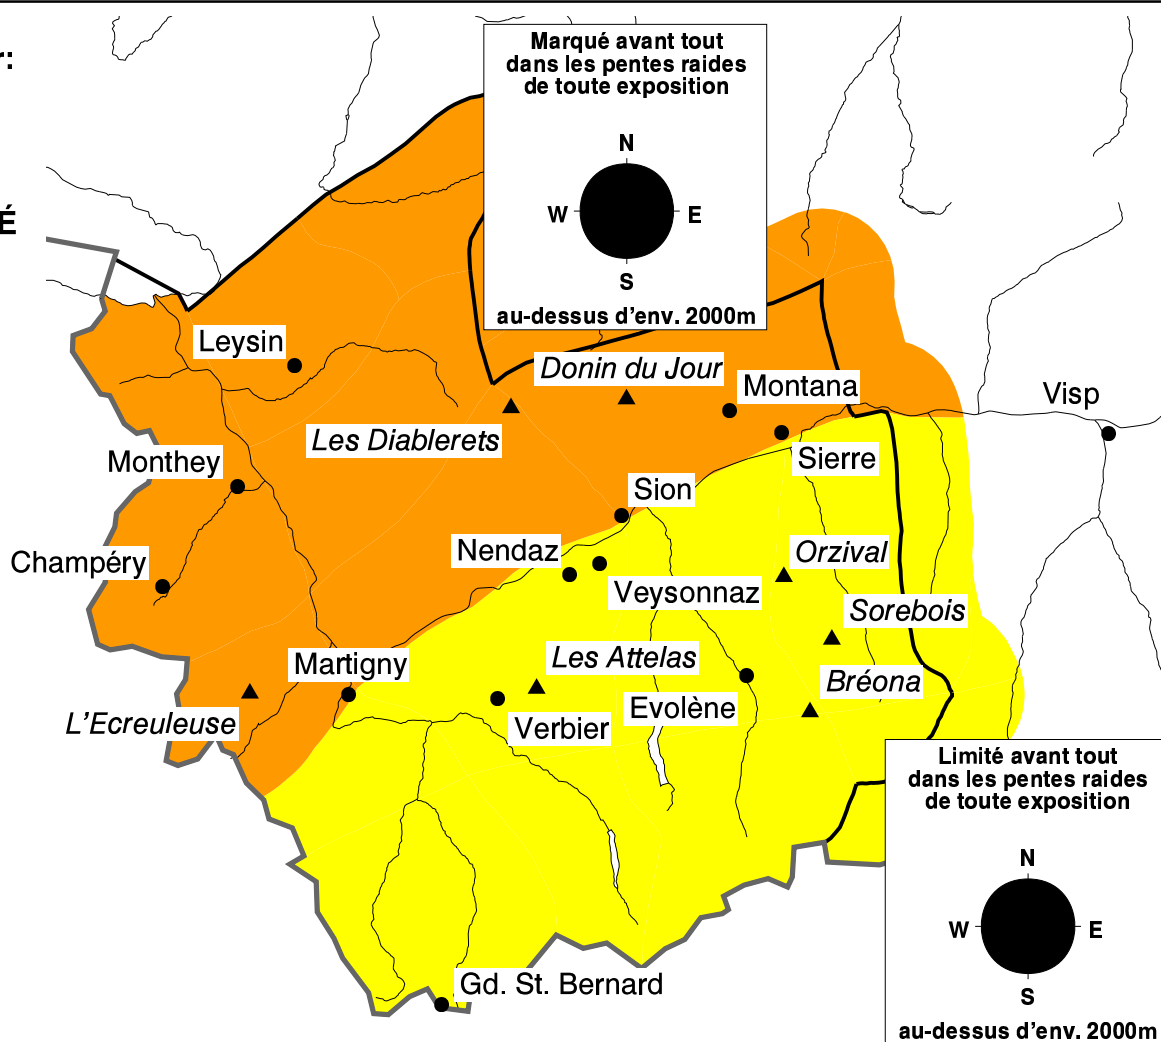 Marqué avant tout
dans les pentes raides
de toute exposition
r:
N
É
W E
S
au-dessus d'env. 2000m
Leysin
Donin du Jour
Montana
Visp
Les Diablerets
Monthey
Sierre
Sion
Nendaz
Orzival
Champéry
Veysonnaz
Sorebois
Martigny
Les Attelas
Bréona
L'Ecreuleuse
Evolène
Verbier
Limité avant tout
dans les pentes raides
de toute exposition
N
W E
S
Gd. St. Bernard
au-dessus d'env. 2000m